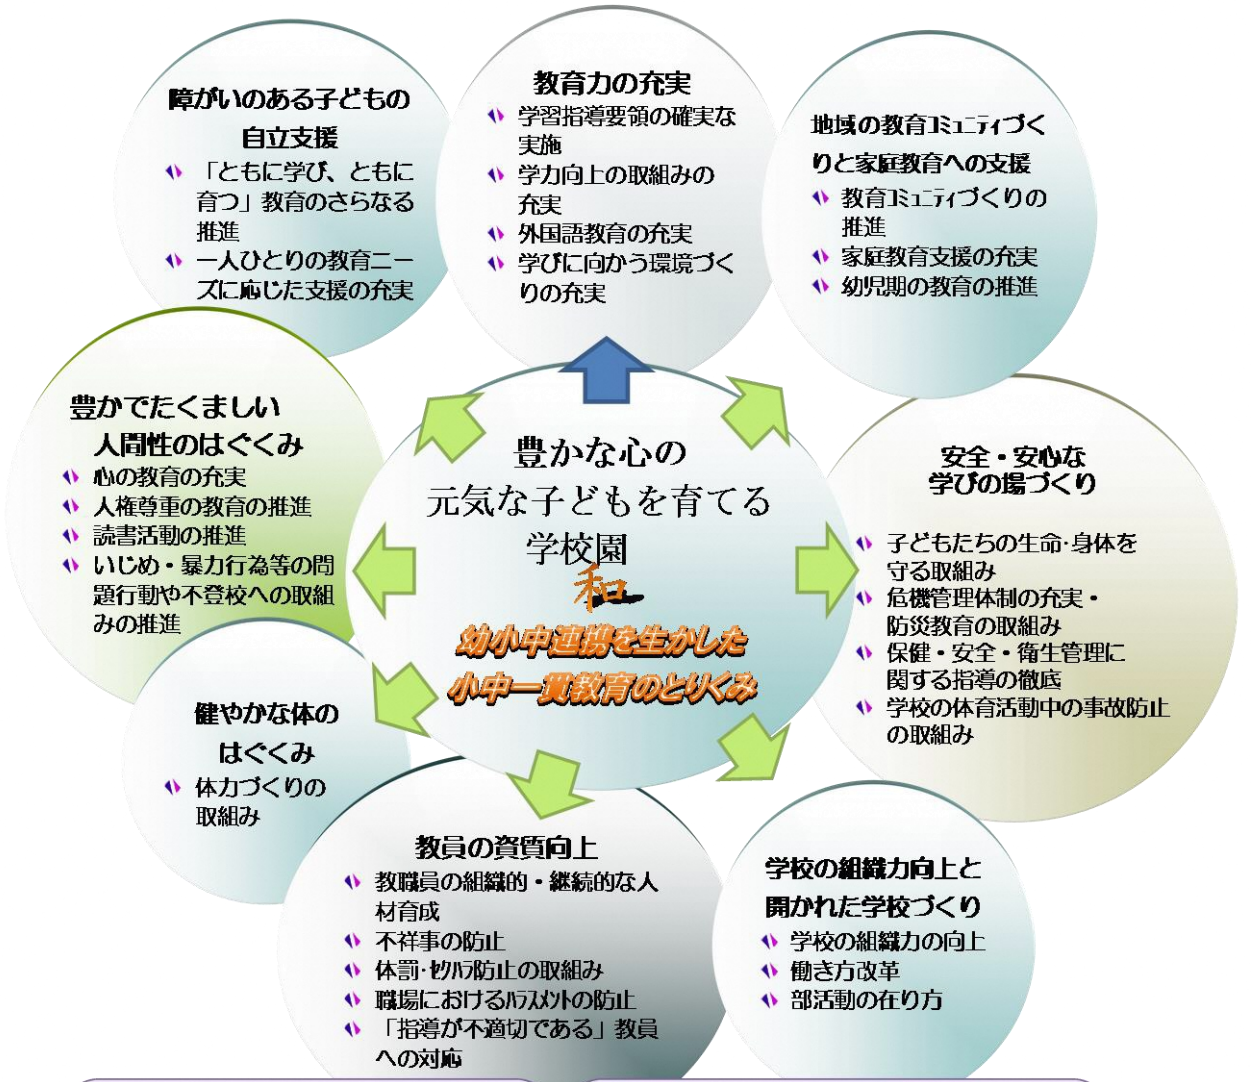 障がいのある子どもの
自立支援
「ともに学び、ともに
育つ」教育のさらなる
推進
一人ひとりの教育ニー
ズに応じた支援の充実
教育力の充実
学習指導要領の確実な
実施
学力向上の取組みの
充実
外国語教育の充実
学びに向かう環境づく
りの充実
地域の教育ｺﾐｭﾆﾃｨづく
りと家庭教育への支援
教育ｺﾐｭﾆﾃｨづくりの
推進
家庭教育支援の充実
幼児期の教育の推進
豊かでたくましい
人間性のはぐくみ
心の教育の充実
人権尊重の教育の推進
読書活動の推進
いじめ・暴力行為等の問
題行動や不登校への取組
みの推進
豊かな心の
元気な子どもを育てる
学校園
和
幼小中連携を生かした
小中一貫教育のとりくみ
安全・安心な
学びの場づくり
子どもたちの生命･身体を
守る取組み
危機管理体制の充実・
防災教育の取組み
保健・安全・衛生管理に
関する指導の徹底
学校の体育活動中の事故防止
の取組み
健やかな体の
はぐくみ
体力づくりの
取組み
教員の資質向上
教職員の組織的・継続的な人
材育成
不祥事の防止
体罰･ｾｸﾊﾗ防止の取組み
職場におけるﾊﾗｽﾒﾝﾄの防止
「指導が不適切である」教員
への対応
学校の組織力向上と
開かれた学校づくり
学校の組織力の向上
働き方改革
部活動の在り方